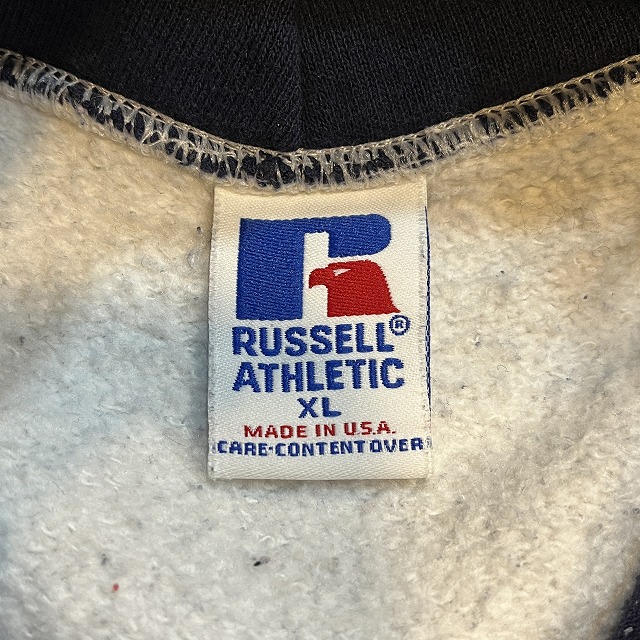 R
RUSSELL®
ATHLETIC
XL
MADE IN U.S.A.
CARE·CONTENT OVER